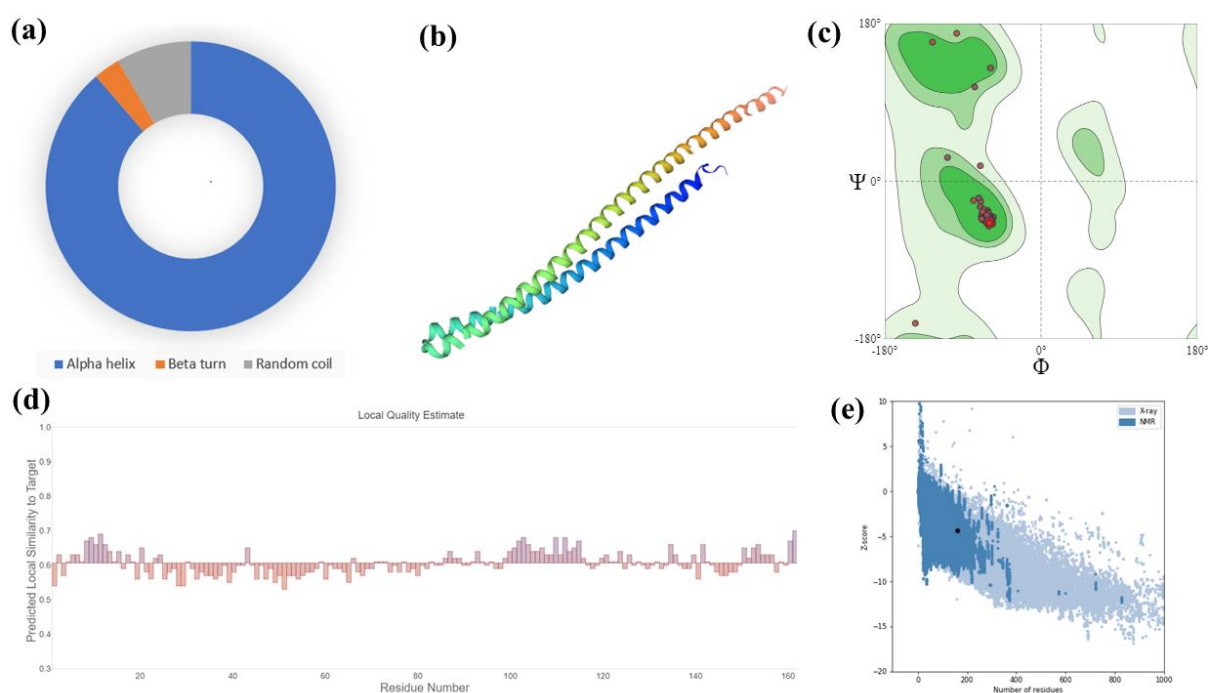 (a)
Alpha helix Beta turn Random coil
(b)
(c)
180°
Ψ 0°
-180°
-180° 0° 180°
Φ
(d)
Local Quality Estimate
Predicted Local Similarity to Target
1.0
0.9
0.8
0.7
0.6
0.5
0.4
0.3
20 40 60 80 100 120 140 160
Residue Number
(e)
X-ray
NMR
Z-score
10
5
0
-5
-10
-15
-20
0 200 400 600 800 1000
Number of residues